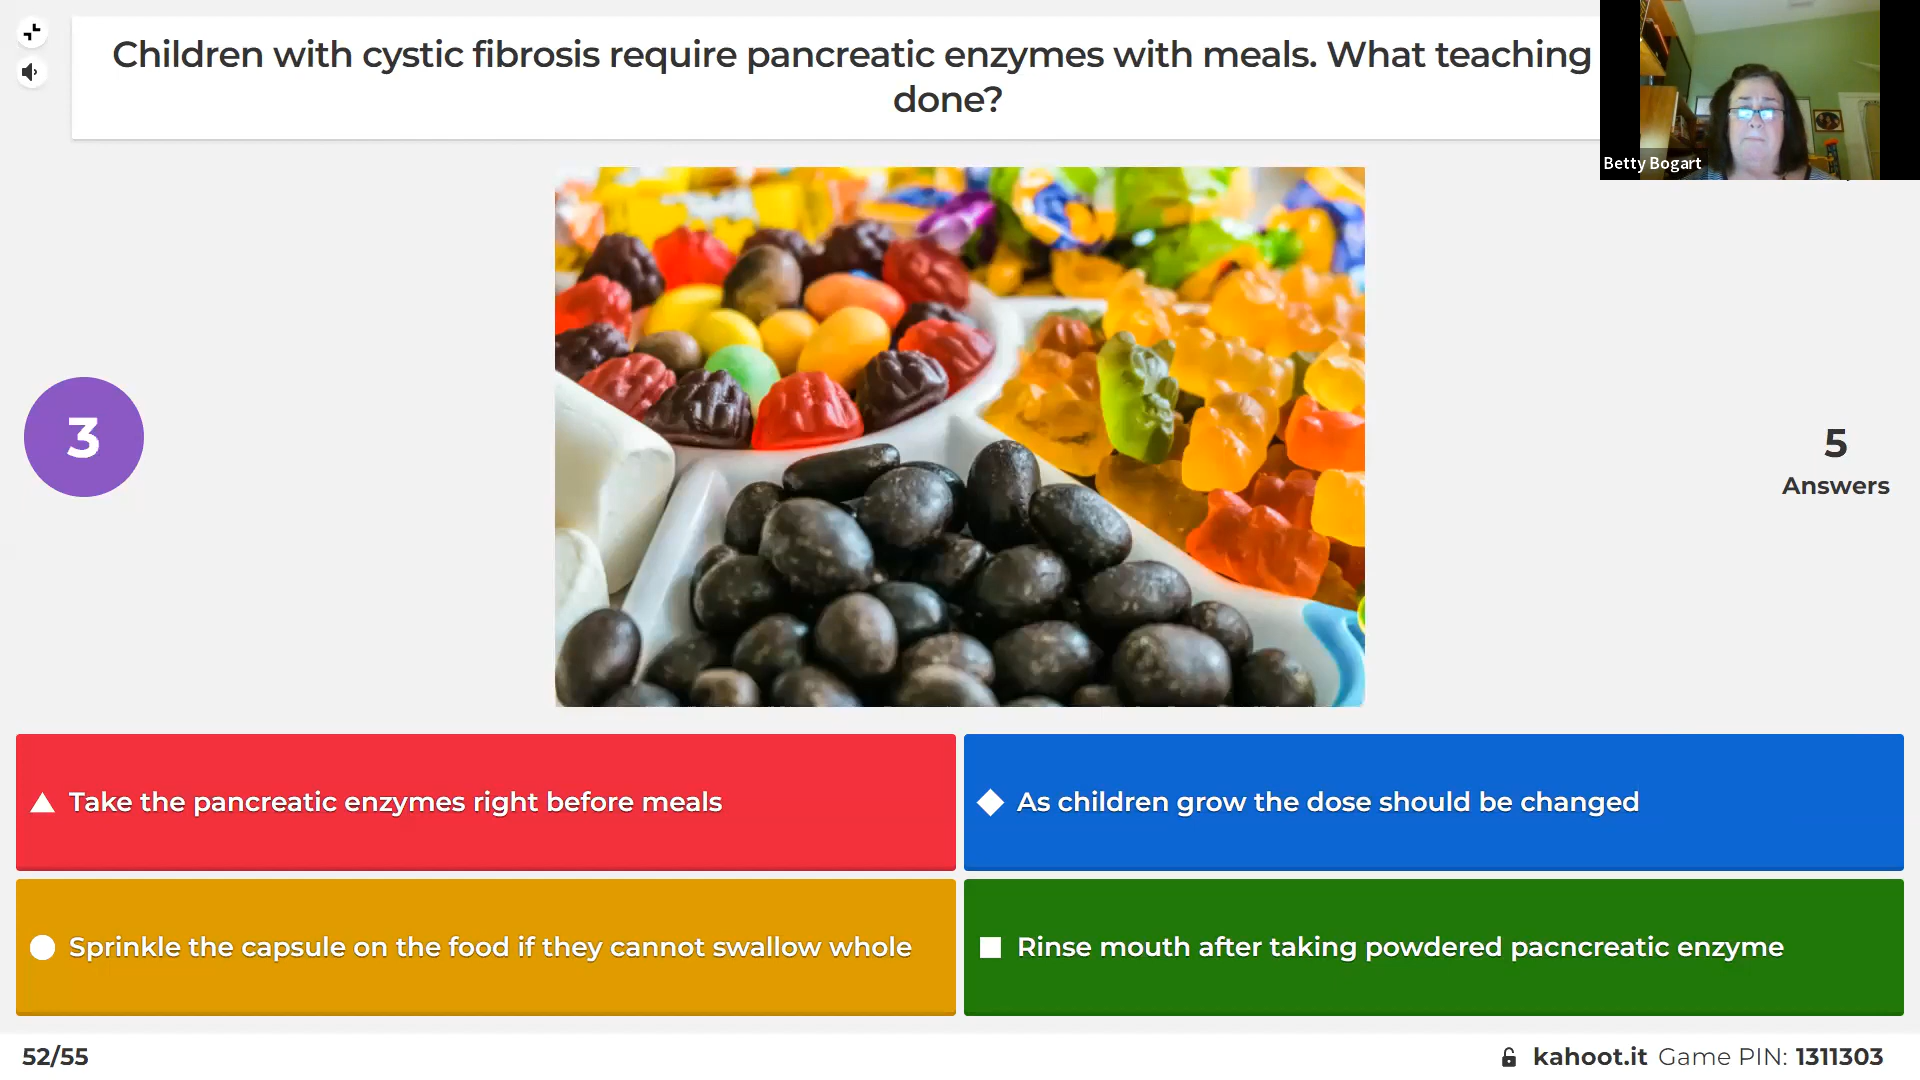 Children with cystic fibrosis require pancreatic enzymes with meals. What teaching
done?
Betty Bogart
3
5
Answers
Take the pancreatic enzymes right before meals
As children grow the dose should be changed
Sprinkle the capsule on the food if they cannot swallow whole
Rinse mouth after taking powdered pacncreatic enzyme
52/55
kahoot.it Game PIN: 1311303